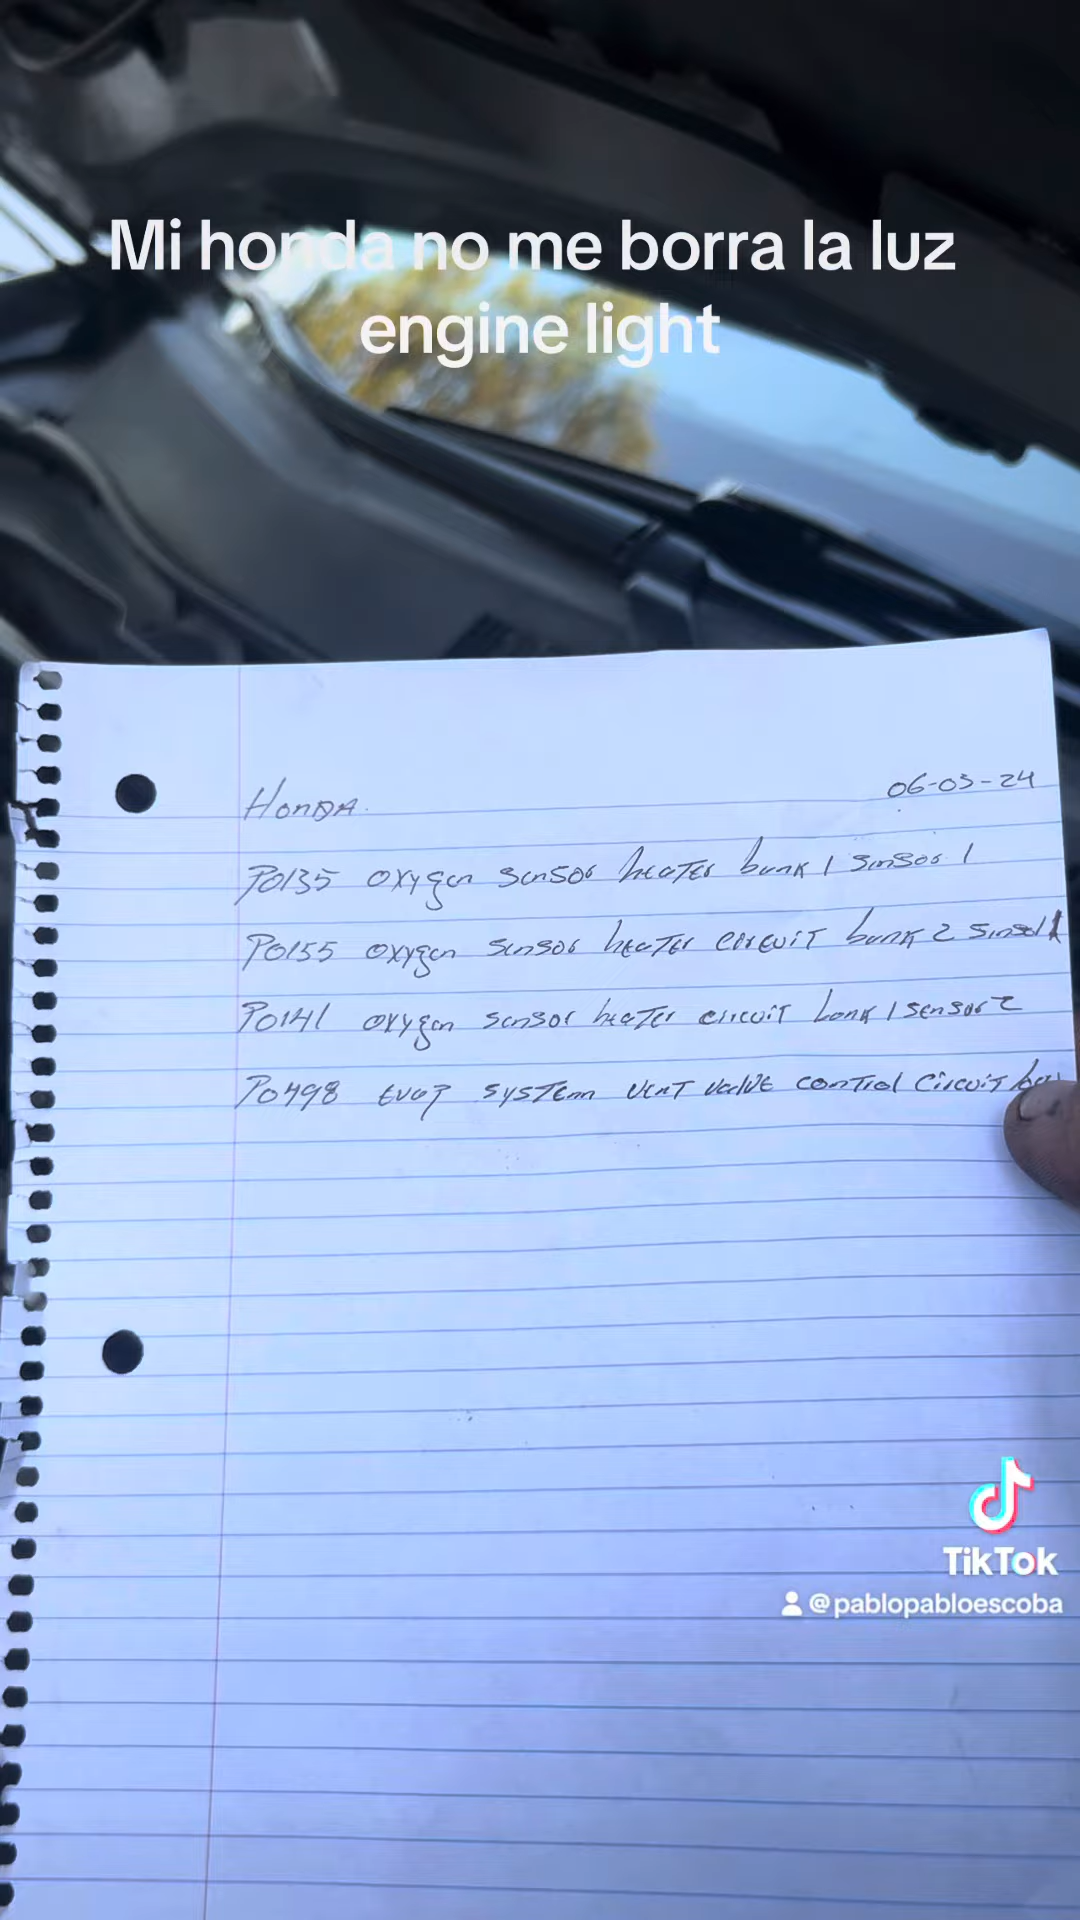 Mi honda no me borra la luz
engine light
HONDA.
06-03-24
P0135 oxygen sensor heater bank 1 sensor 1
P0155 oxygen sensor heater circuit bank 2 sensor 1
P0141 oxygen sensor heater circuit bank 1 sensor 2
P0498 EVAP system vent valve control circuit
TikTok
@pablopabloescoba